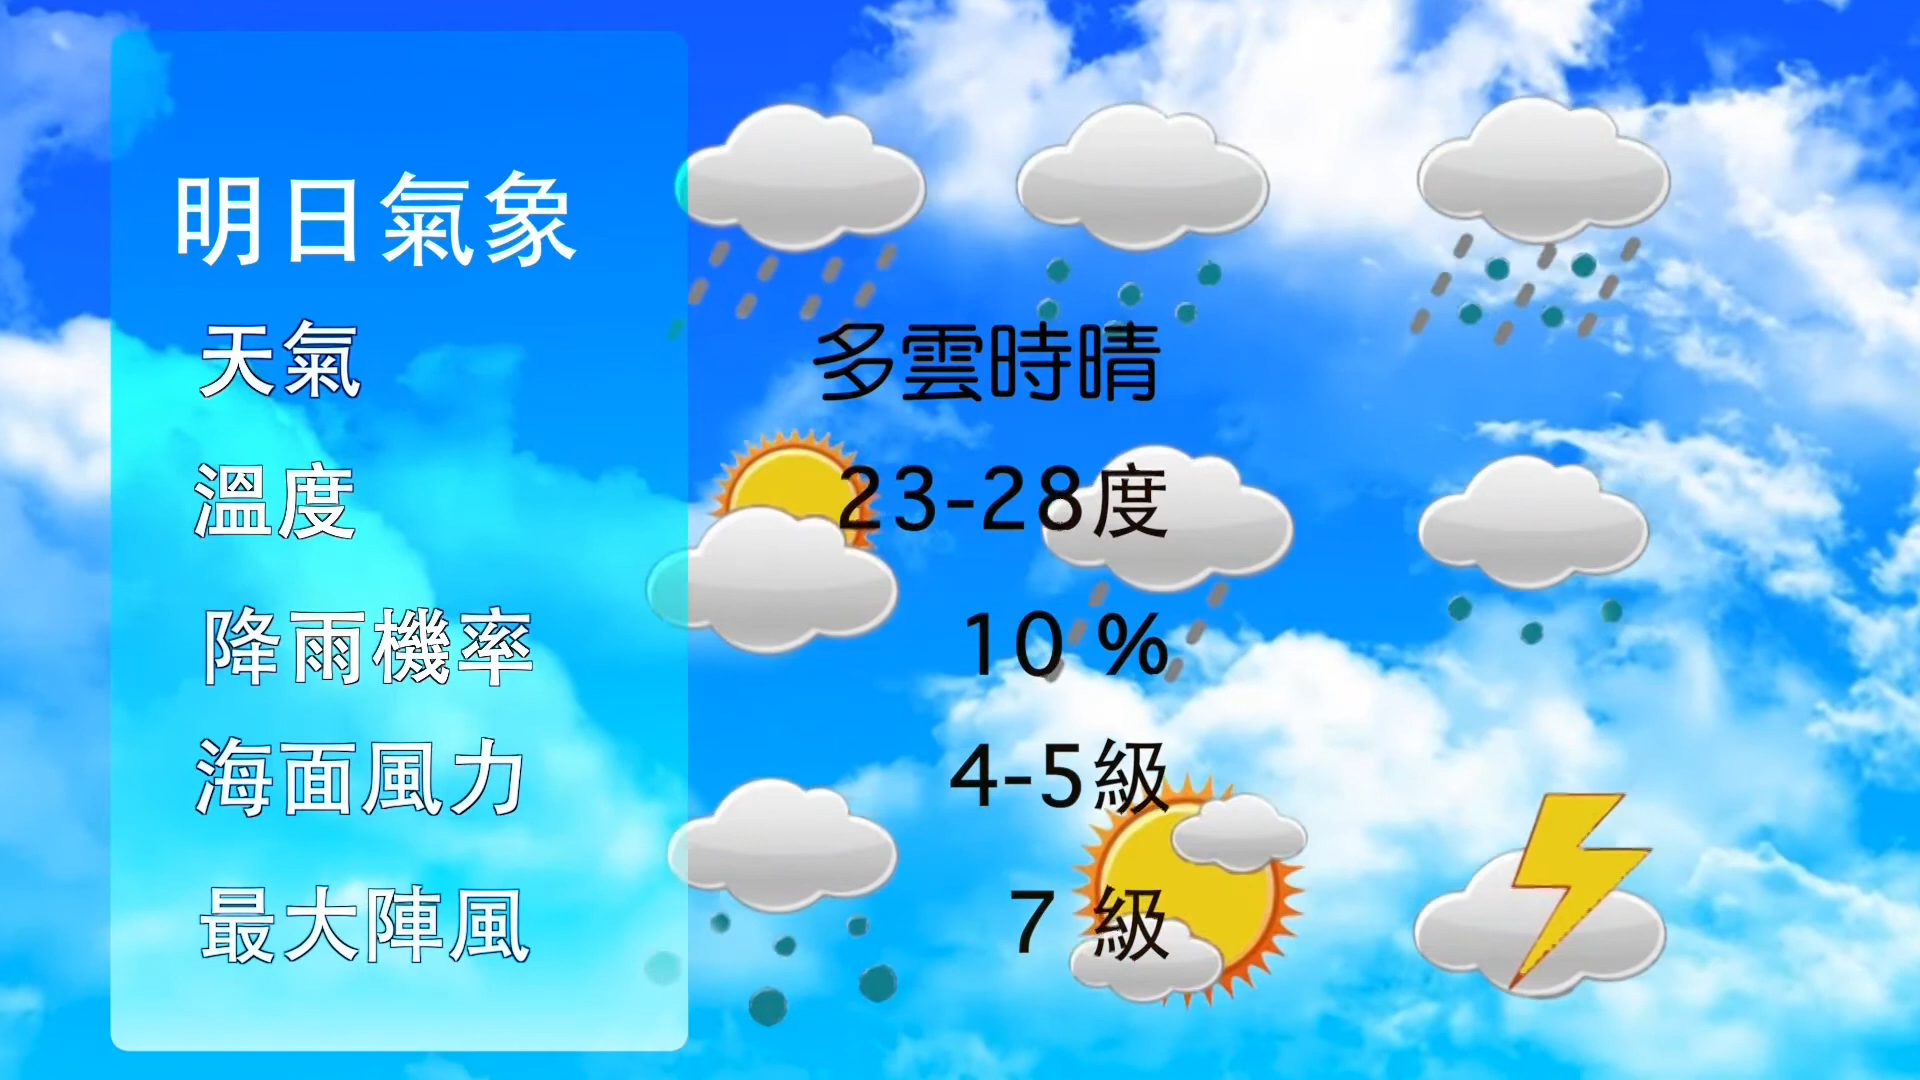 明日氣象
天氣 多雲時晴
溫度 23-28度
降雨機率 10 %
海面風力 4-5級
最大陣風 7 級